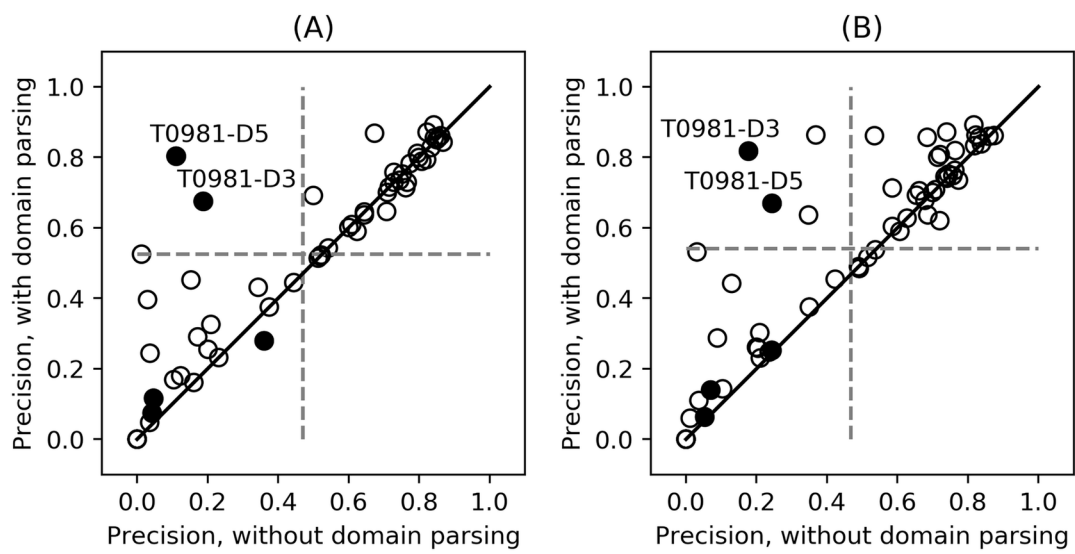 (A)
Precision, with domain parsing
1.0
0.8
0.6
0.4
0.2
0.0
T0981-D5
T0981-D3
0.0 0.2 0.4 0.6 0.8 1.0
Precision, without domain parsing
(B)
Precision, with domain parsing
1.0
0.8
0.6
0.4
0.2
0.0
T0981-D3
T0981-D5
0.0 0.2 0.4 0.6 0.8 1.0
Precision, without domain parsing